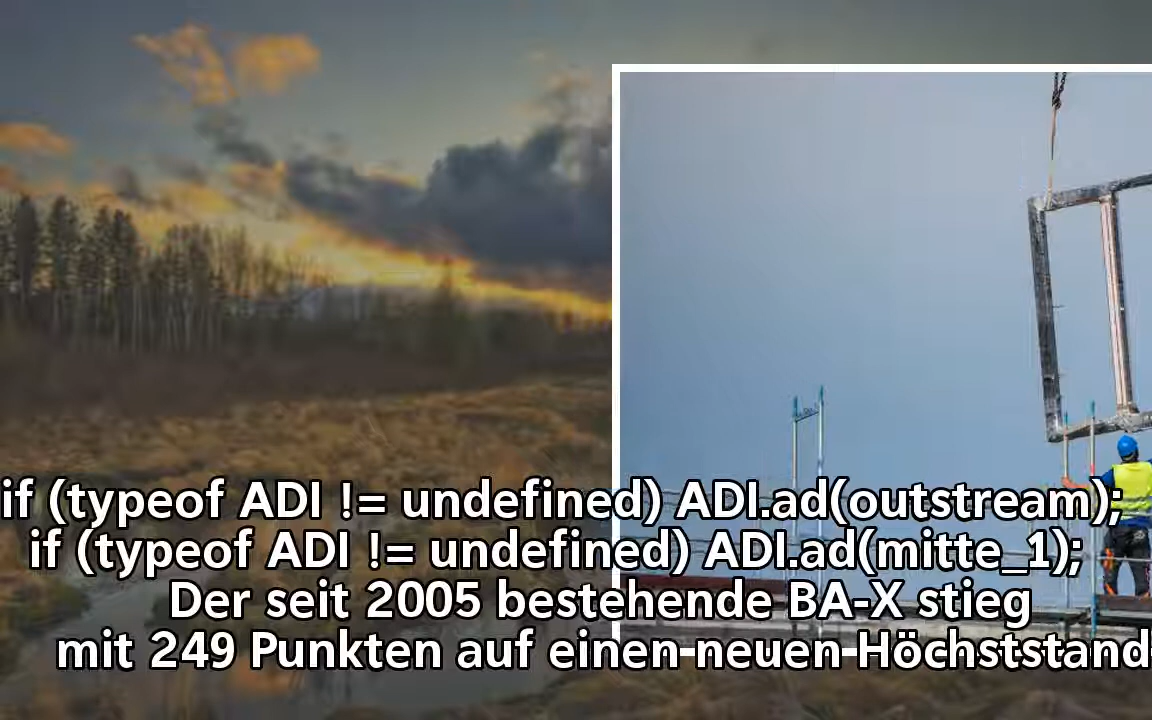 if (typeof ADI != undefined) ADI.ad(outstream);
if (typeof ADI != undefined) ADI.ad(mitte_1);
Der seit 2005 bestehende BA-X stieg
mit 249 Punkten auf einen neuen Höchststand